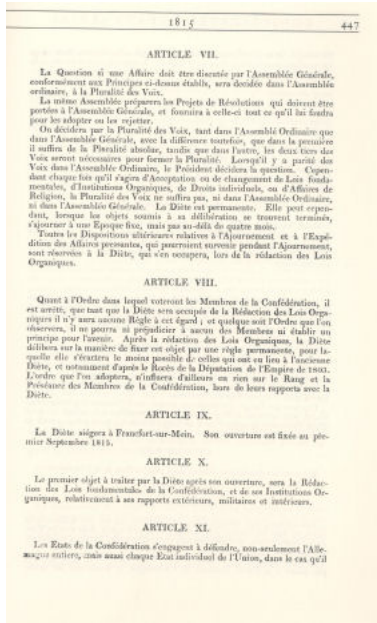 1815
447
ARTICLE VII.
La Question si une Affaire doit être discutée par l'Assemblée Générale,
conformément aux Principes ci-dessus établis, sera decidée dans l'Assemblée
ordinaire, à la Pluralité des Voix.
La même Assemblée préparera les Projets de Résolutions qui doivent être
portées à l'Assemblée Générale, et fournira à celle-ci tout ce qu'il lui faudra
pour les adopter ou les rejetter.
On décidera par la Pluralité des Voix, tant dans l'Assemblé Ordinaire que
dans l'Assemblée Générale, avec la différence toutefois, que dans la première
il suffira de la Pluralité absolue, tandis que dans l'autre, les deux tiers des
Voix seront nécessaires pour former la Pluralité. Lorsqu'il y a parité des
Voix dans l'Assemblée Ordinaire, le Président décidera la question. Cepen-
dant chaque fois qu'il s'agira d'Acceptation ou de changement de Lois fonda-
mentales, d'Institutions Organiques, de Droits individuels, ou d'Affaires de
Religion, la Pluralité des Voix ne suffira pas, ni dans l'Assemblée Ordinaire,
ni dans l'Assemblée Générale. La Diète est permanente. Elle peut cepen-
dant, lorsque les objets soumis à sa délibération se trouvent terminés,
s'ajourner à une Epoque fixe, mais pas au-delà de quatre mois.
Toutes les Dispositions ultérieures relatives à l'Ajournement et à l'Expé-
dition des Affaires pressantes, qui pourraient survenir pendant l'Ajournement,
sont réservées à la Diète, qui s'en occupera, lors de la rédaction des Lois
Organiques.
ARTICLE VIII.
Quant à l'Ordre dans lequel voteront les Membres de la Confédération, il
est arrêté, que tant que la Diète sera occupée de la Rédaction des Lois Orga-
niques il n'y aura aucune Règle à cet égard ; et quelque soit l'Ordre que l'on
observera, il ne pourra ni préjudicier à aucun des Membres ni établir un
principe pour l'avenir. Après la rédaction des Lois Organiques, la Diète
délibéra sur la manière de fixer cet objet par une règle permanente, pour la-
quelle elle s'écartera le moins possible de celles qui ont eu lieu à l'ancienne
Diète, et notamment d'après le Recès de la Députation de l'Empire de 1803.
L'ordre que l'on adoptera, n'influera d'ailleurs en rien sur le Rang et la
Préséance des Membres de la Confédération, hors de leurs rapports avec la
Diète.
ARTICLE IX.
La Diète siégera à Francfort-sur-Mein. Son ouverture est fixée au pre-
mier Septembre 1815.
ARTICLE X.
Le premier objet à traiter par la Diète après son ouverture, sera la Rédac-
tion des Lois fondamentales de la Confédération, et de ses Institutions Or-
ganiques, relativement à ses rapports extérieurs, militaires et intérieurs.
ARTICLE XI.
Les Etats de la Confédération s'engagent à défendre, non-seulement l'Alle-
magne entière, mais aussi chaque Etat individuel de l'Union, dans le cas qu'il